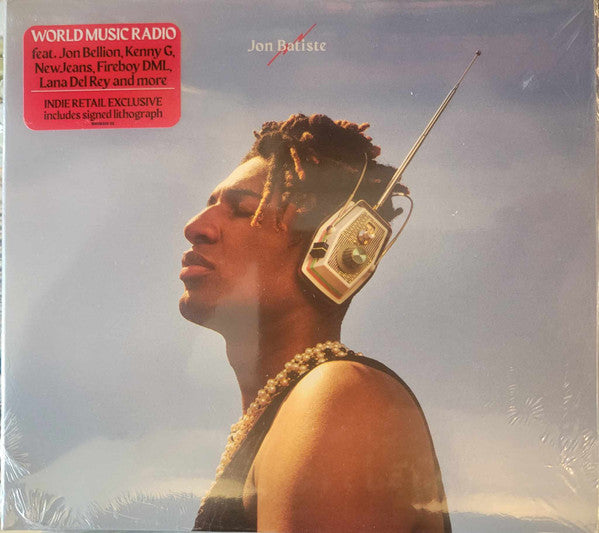 WORLD MUSIC RADIO
feat. Jon Bellion, Kenny G,
NewJeans, Fireboy DML,
Lana Del Rey and more
INDIE RETAIL EXCLUSIVE
includes signed lithograph
Jon Batiste